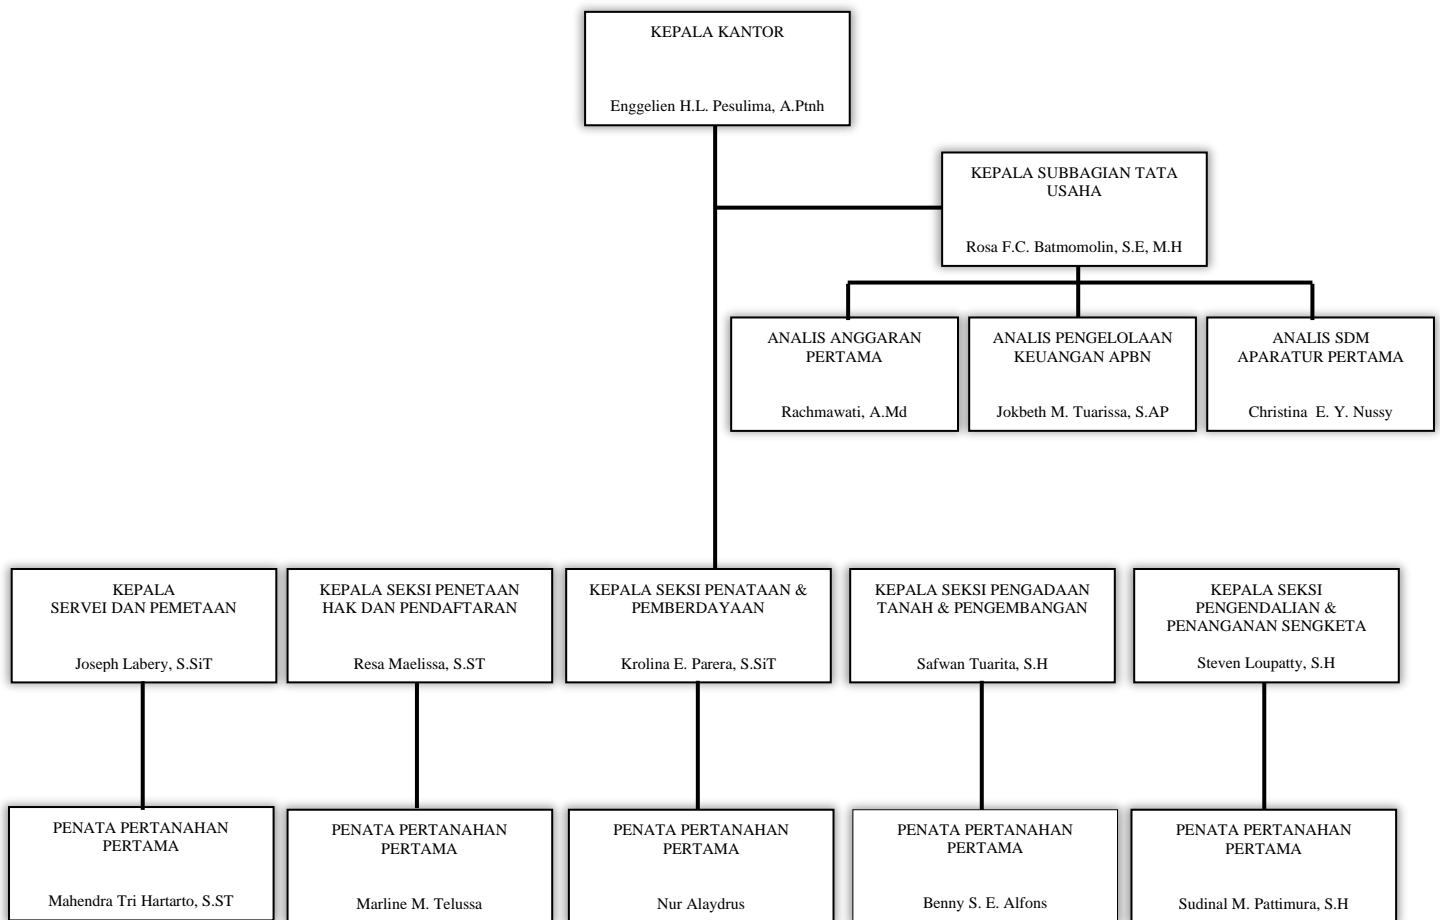 KEPALA KANTOR
Enggelien H.L. Pesulima, A.Ptnh
KEPALA SUBBAGIAN TATA
USAHA
Rosa F.C. Batmomolin, S.E, M.H
ANALIS ANGGARAN
PERTAMA
Rachmawati, A.Md
ANALIS PENGELOLAAN
KEUANGAN APBN
Jokbeth M. Tuarissa, S.AP
ANALIS SDM
APARATUR PERTAMA
Christina  E. Y. Nussy
KEPALA
SERVEI DAN PEMETAAN
Joseph Labery, S.SiT
KEPALA SEKSI PENETAAN
HAK DAN PENDAFTARAN
Resa Maelissa, S.ST
KEPALA SEKSI PENATAAN &
PEMBERDAYAAN
Krolina E. Parera, S.SiT
KEPALA SEKSI PENGADAAN
TANAH & PENGEMBANGAN
Safwan Tuarita, S.H
KEPALA SEKSI
PENGENDALIAN &
PENANGANAN SENGKETA
Steven Loupatty, S.H
PENATA PERTANAHAN
PERTAMA
Mahendra Tri Hartarto, S.ST
PENATA PERTANAHAN
PERTAMA
Marline M. Telussa
PENATA PERTANAHAN
PERTAMA
Nur Alaydrus
PENATA PERTANAHAN
PERTAMA
Benny S. E. Alfons
PENATA PERTANAHAN
PERTAMA
Sudinal M. Pattimura, S.H